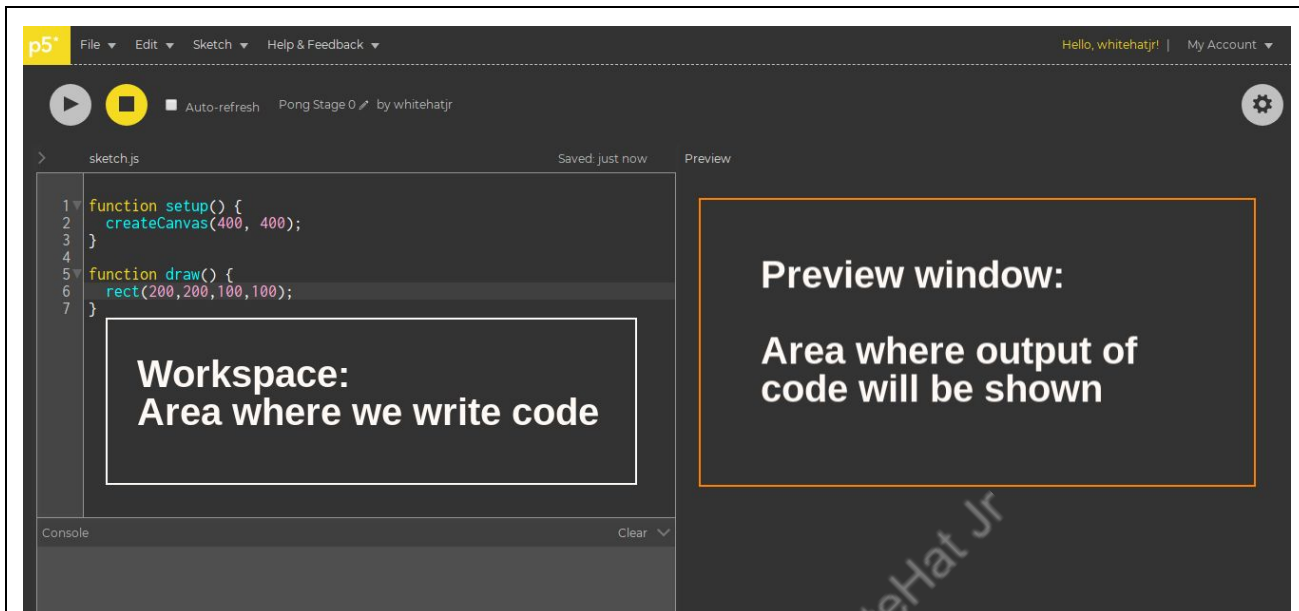 p5* File Edit Sketch Help & Feedback Hello, whitehatjr! | My Account
Auto-refresh Pong Stage 0 by whitehatjr
> sketch.js Saved: just now Preview
1 function setup() {
2 createCanvas(400, 400);
3 }
4
5 function draw() {
6 rect(200,200,100,100);
7 }
Workspace:
Area where we write code
Preview window:
Area where output of
code will be shown
Console Clear
teHat Jr